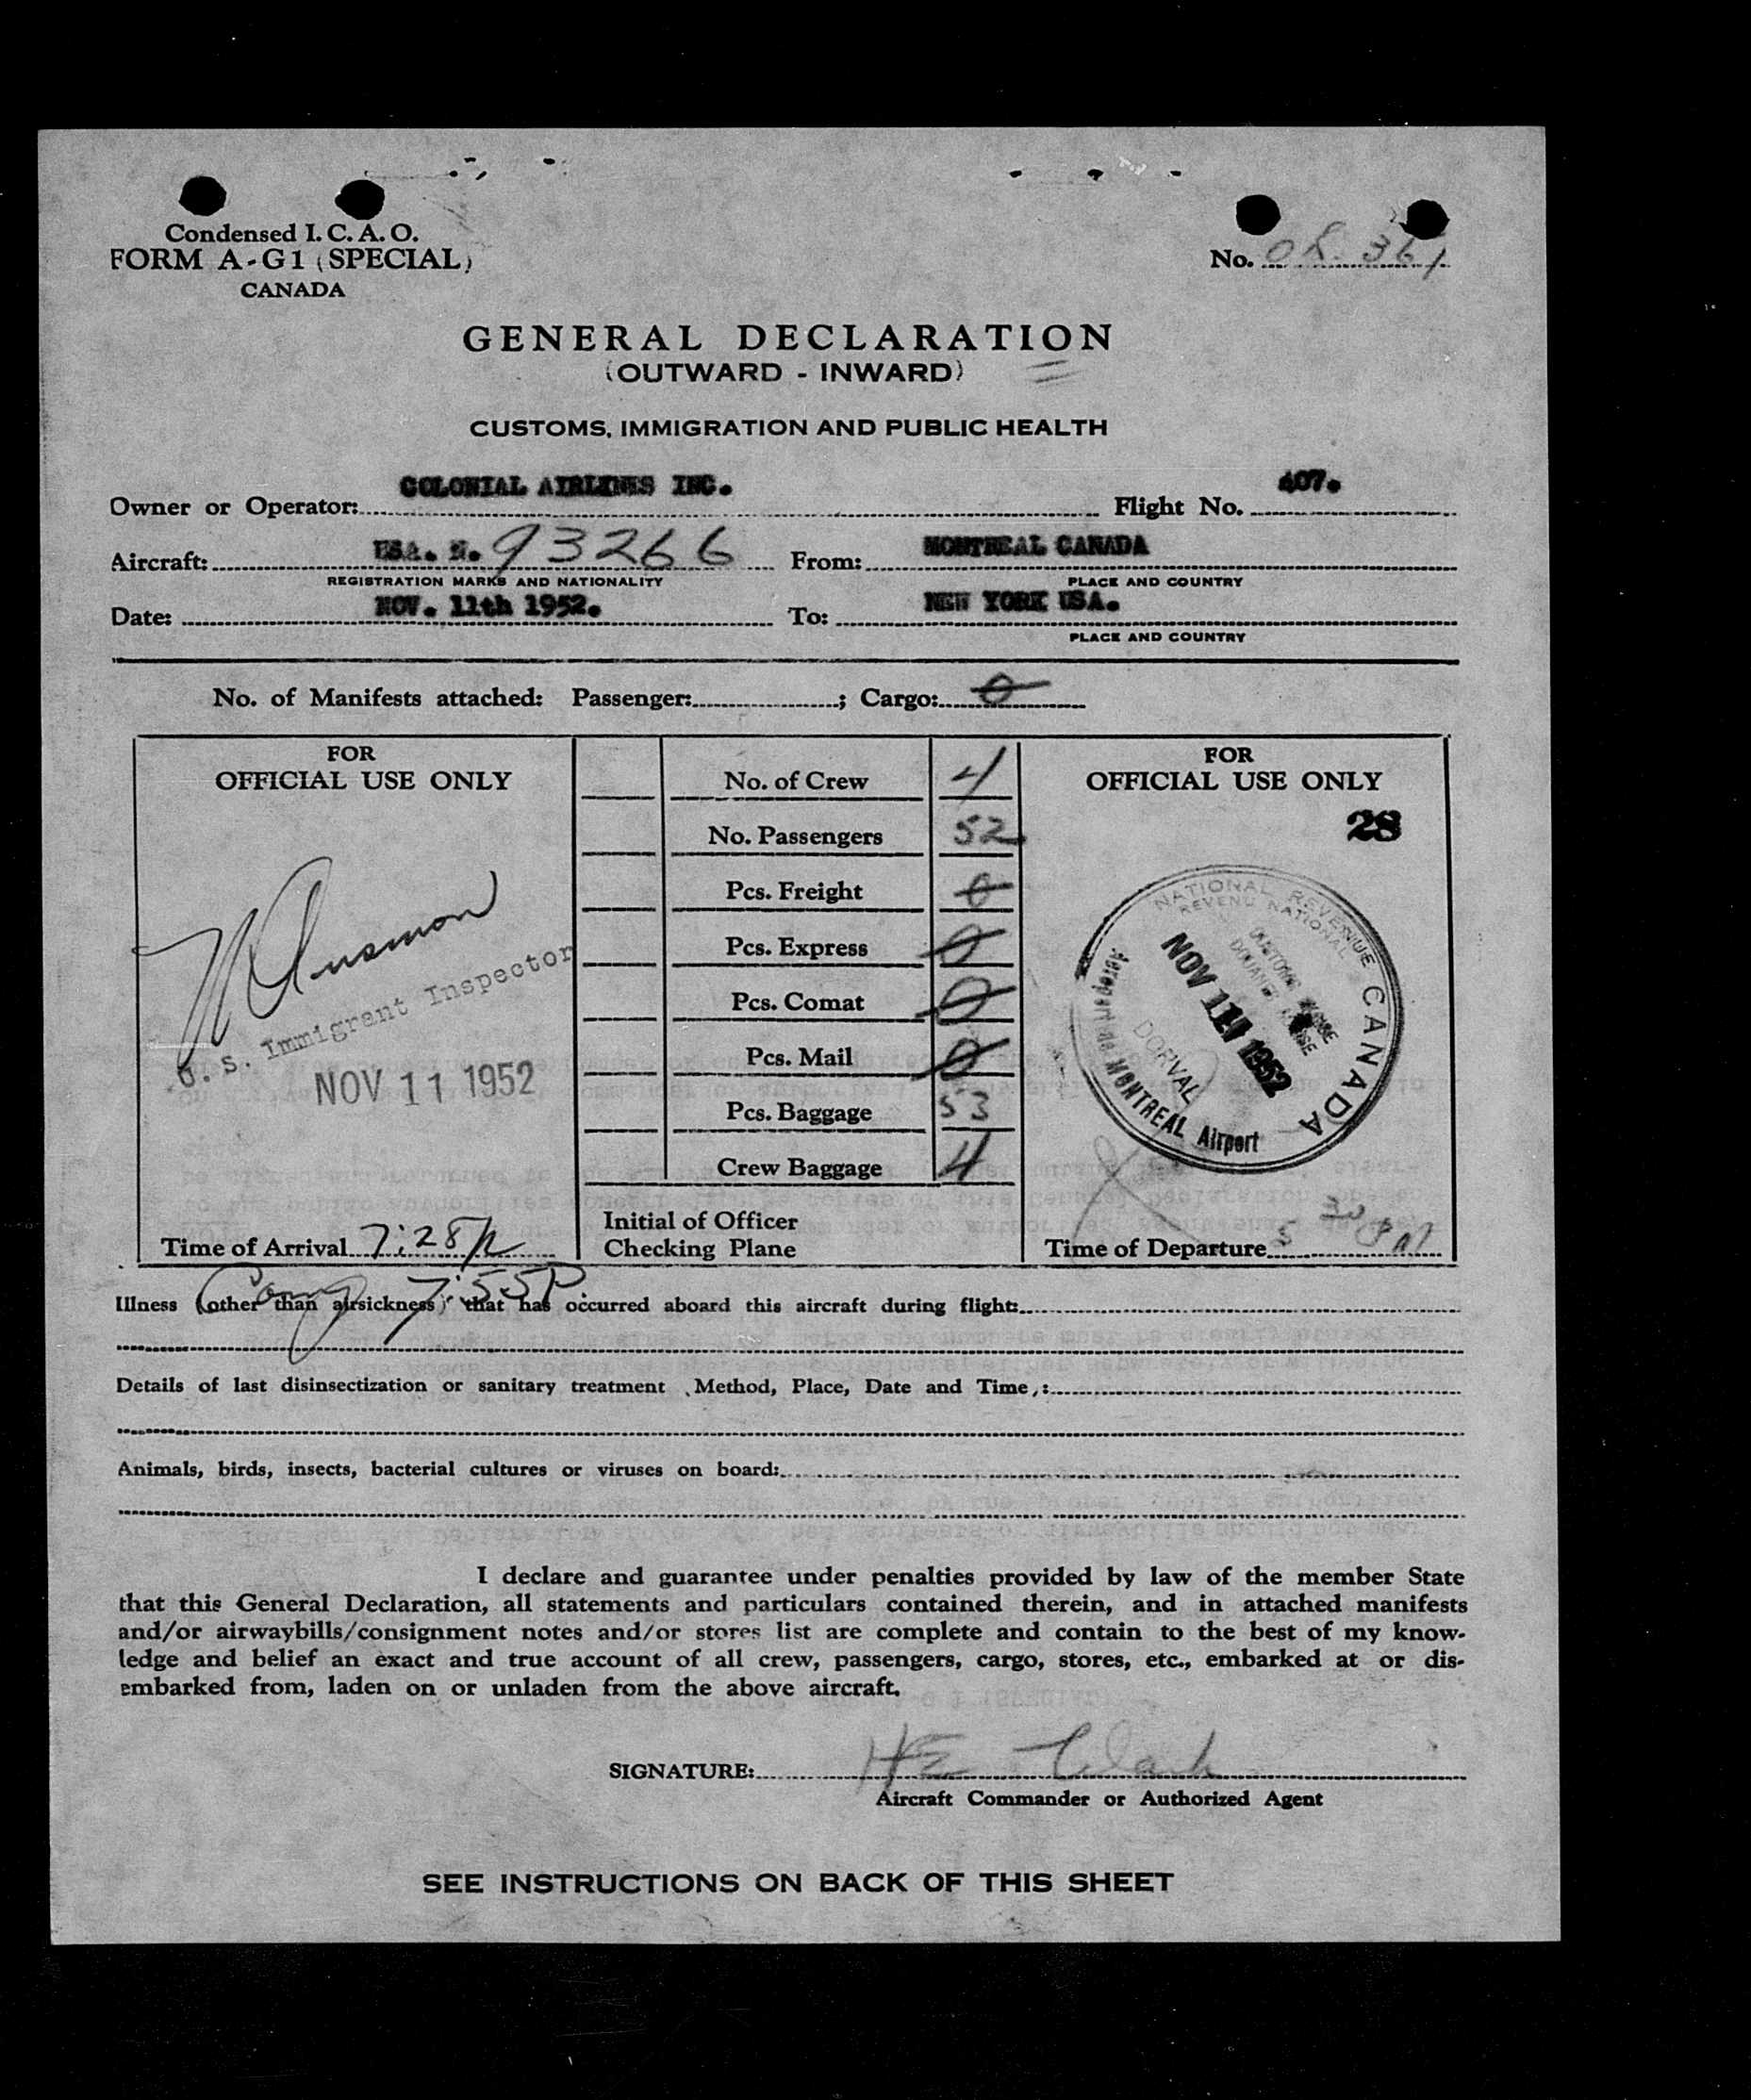 Condensed I. C. A. O.
FORM A-G1 (SPECIAL)
CANADA
No. 361
GENERAL DECLARATION
(OUTWARD - INWARD)
CUSTOMS, IMMIGRATION AND PUBLIC HEALTH
Owner or Operator: COLONIAL AIRLINES INC. Flight No. 407.
Aircraft: USA. N. 93266 From: MONTREAL CANADA
REGISTRATION MARKS AND NATIONALITY PLACE AND COUNTRY
Date: NOV. 11th 1952. To: NEW YORK USA.
PLACE AND COUNTRY
No. of Manifests attached: Passenger: ; Cargo: 0
FOR
OFFICIAL USE ONLY
U. S. Immigrant Inspector
NOV 11 1952
Time of Arrival 7:28P
No. of Crew 4
No. Passengers 52
Pcs. Freight 0
Pcs. Express 0
Pcs. Comat 0
Pcs. Mail 0
Pcs. Baggage 53
Crew Baggage 4
Initial of Officer
Checking Plane
FOR
OFFICIAL USE ONLY
28
NATIONAL REVENUE CANADA
REVENU NATIONAL
NOV 11 1952
DORVAL
Aeroport de MONTREAL Airport
Time of Departure 5 30 PM
7:55P
Illness (other than airsickness) that has occurred aboard this aircraft during flight:
Details of last disinsectization or sanitary treatment (Method, Place, Date and Time):
Animals, birds, insects, bacterial cultures or viruses on board:
I declare and guarantee under penalties provided by law of the member State
that this General Declaration, all statements and particulars contained therein, and in attached manifests
and/or airwaybills/consignment notes and/or stores list are complete and contain to the best of my know-
ledge and belief an exact and true account of all crew, passengers, cargo, stores, etc., embarked at or dis-
embarked from, laden on or unladen from the above aircraft.
SIGNATURE: HE Clark
Aircraft Commander or Authorized Agent
SEE INSTRUCTIONS ON BACK OF THIS SHEET